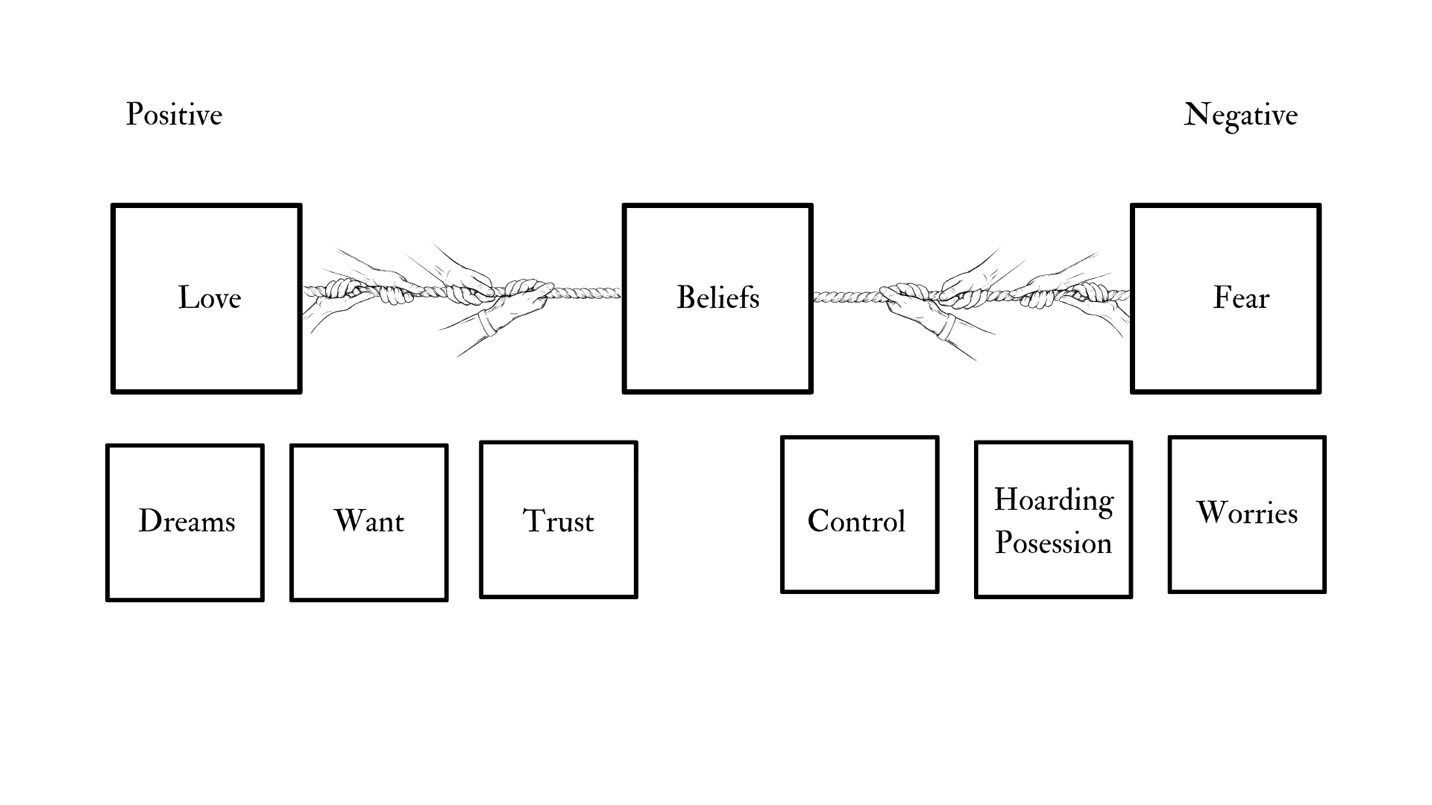 Positive
Negative
Love
Beliefs
Fear
Dreams
Want
Trust
Control
Hoarding
Posession
Worries